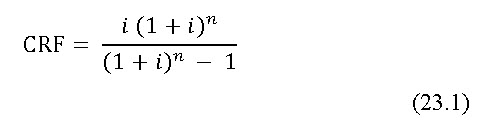 CRF = i (1 + i)ⁿ / (1 + i)ⁿ − 1
(23.1)